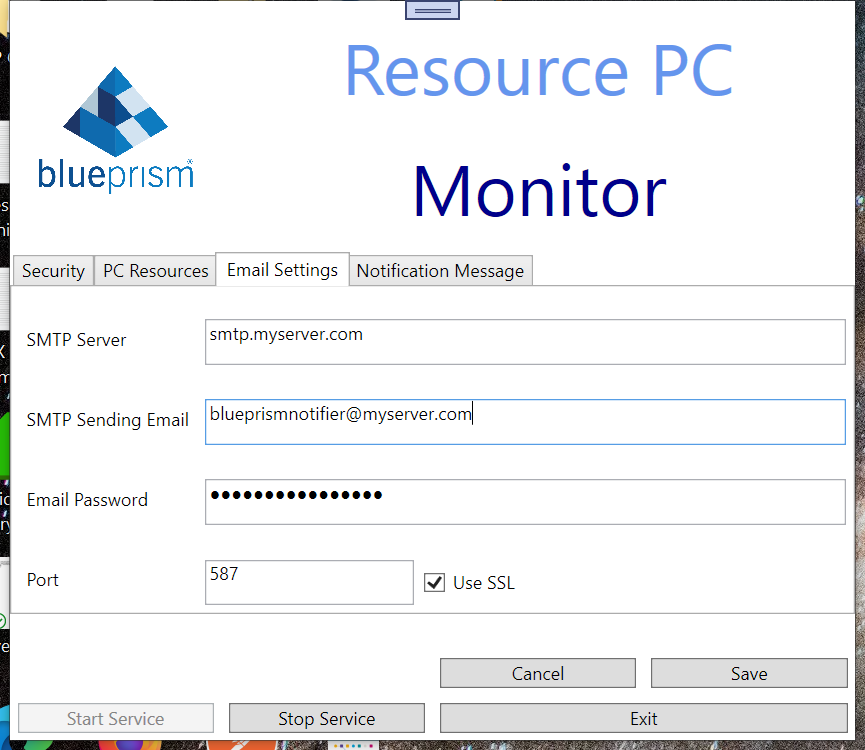 Resource PC
blueprism
Monitor
Security PC Resources Email Settings Notification Message
SMTP Server smtp.myserver.com
SMTP Sending Email blueprismnotifier@myserver.com
Email Password ••••••••••••••••
Port 587 Use SSL
Cancel Save
Start Service Stop Service Exit